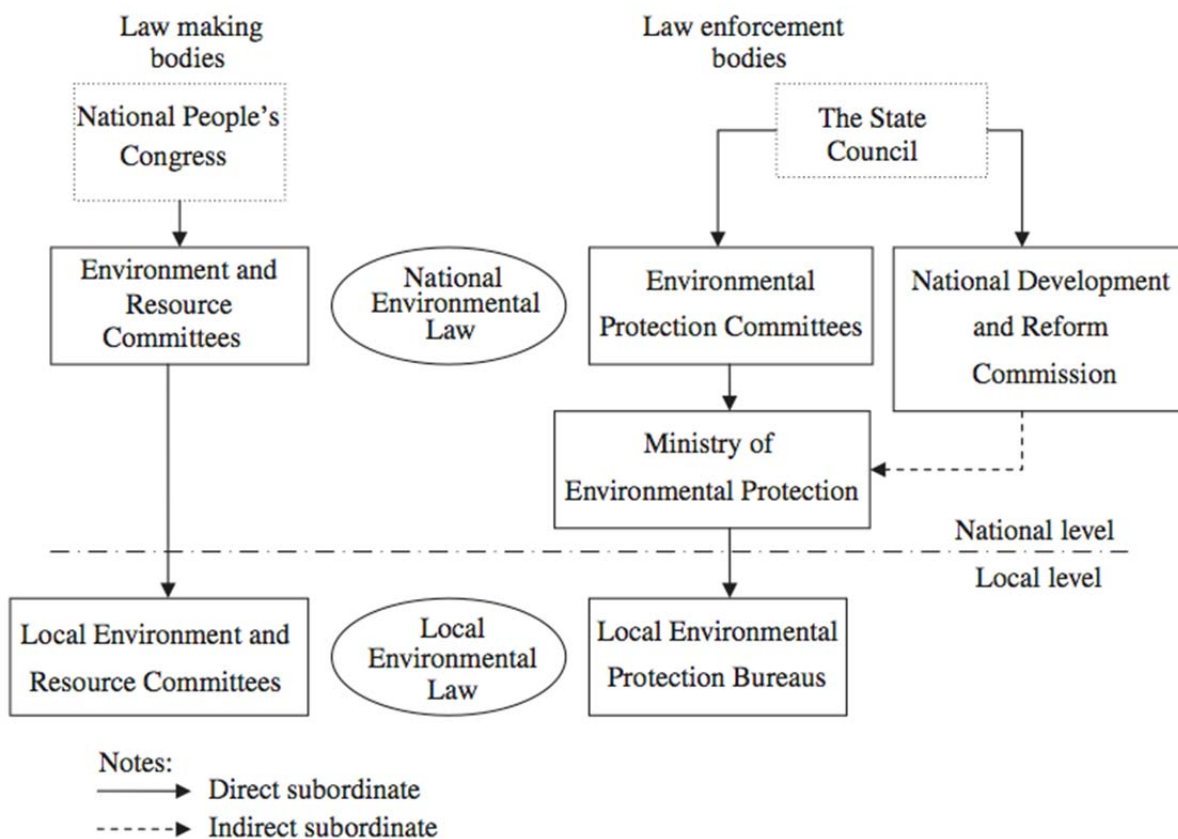 Law making
bodies
Law enforcement
bodies
National People's
Congress
The State
Council
Environment and
Resource
Committees
National
Environmental
Law
Environmental
Protection Committees
National Development
and Reform
Commission
Ministry of
Environmental Protection
National level
Local level
Local Environment and
Resource Committees
Local
Environmental
Law
Local Environmental
Protection Bureaus
Notes:
Direct subordinate
Indirect subordinate